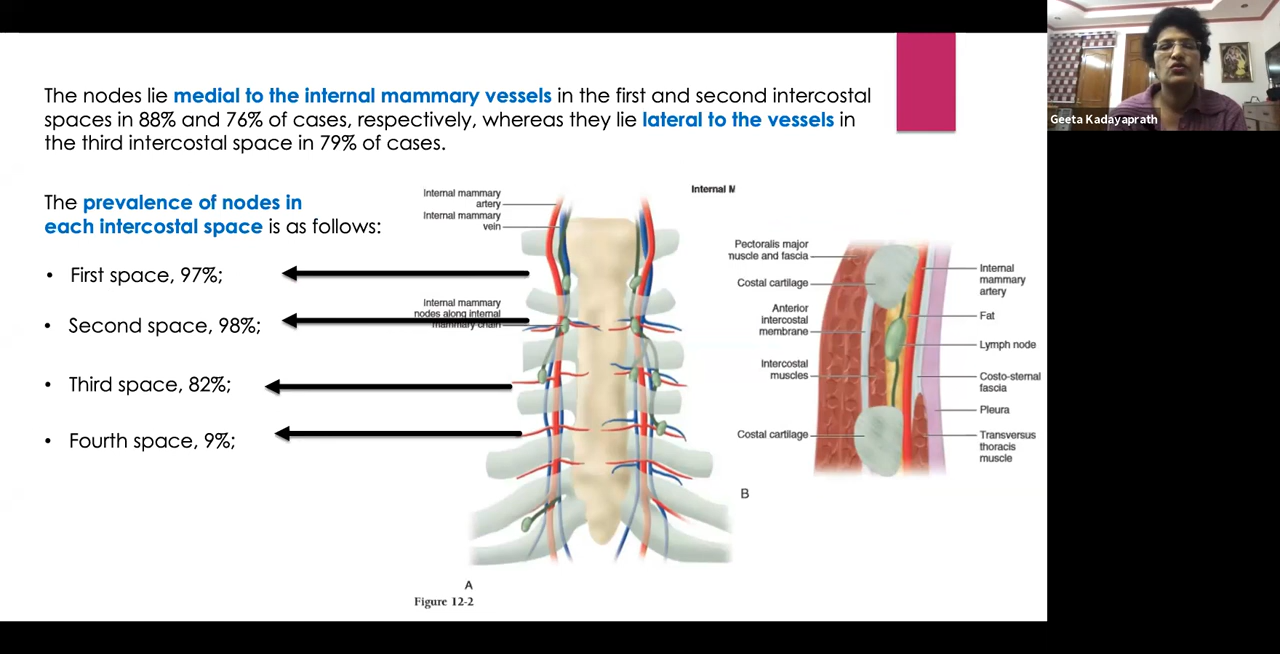 The nodes lie medial to the internal mammary vessels in the first and second intercostal
spaces in 88% and 76% of cases, respectively, whereas they lie lateral to the vessels in
the third intercostal space in 79% of cases.
The prevalence of nodes in
each intercostal space is as follows:
• First space, 97%;
• Second space, 98%;
• Third space, 82%;
• Fourth space, 9%;
Internal mammary
artery
Internal mammary
vein
Internal mammary
nodes along internal
mammary chain
A
Figure 12-2
Internal M
Pectoralis major
muscle and fascia
Costal cartilage
Anterior
intercostal
membrane
Intercostal
muscles
Costal cartilage
Internal
mammary
artery
Fat
Lymph node
Costo-sternal
fascia
Pleura
Transversus
thoracis
muscle
B
Geeta Kadayaprath